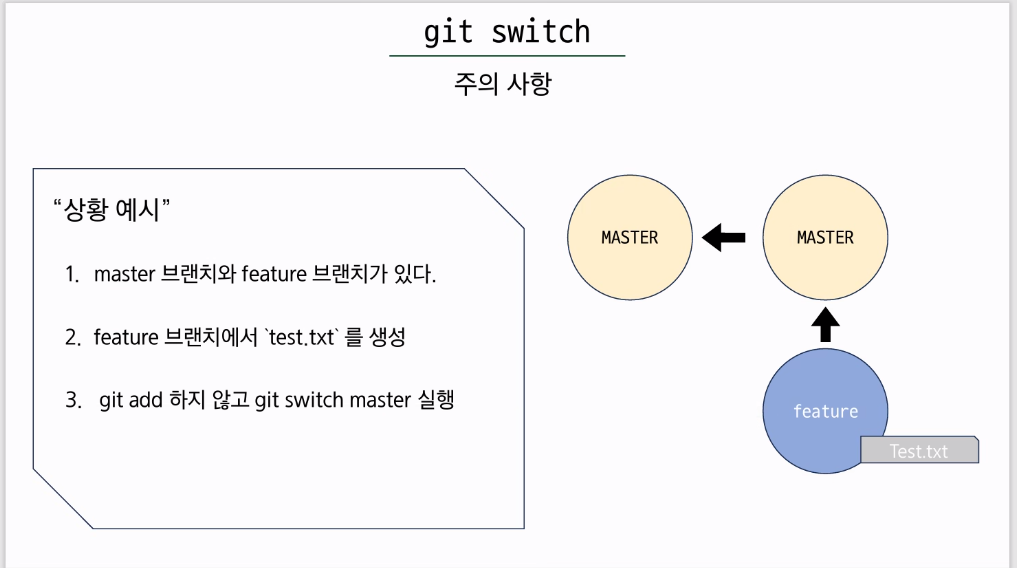 git switch
주의 사항
“상황 예시”
1. master 브랜치와 feature 브랜치가 있다.
2. feature 브랜치에서 `test.txt` 를 생성
3. git add 하지 않고 git switch master 실행
MASTER
MASTER
feature
Test.txt